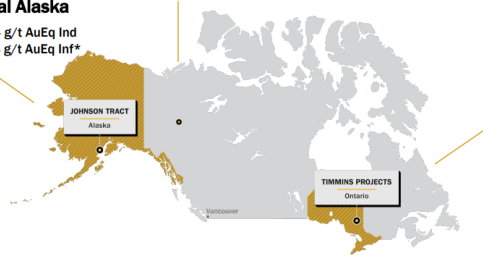 al Alaska
g/t AuEq Ind
g/t AuEq Inf*
JOHNSON TRACT
Alaska
TIMMINS PROJECTS
Ontario
Vancouver